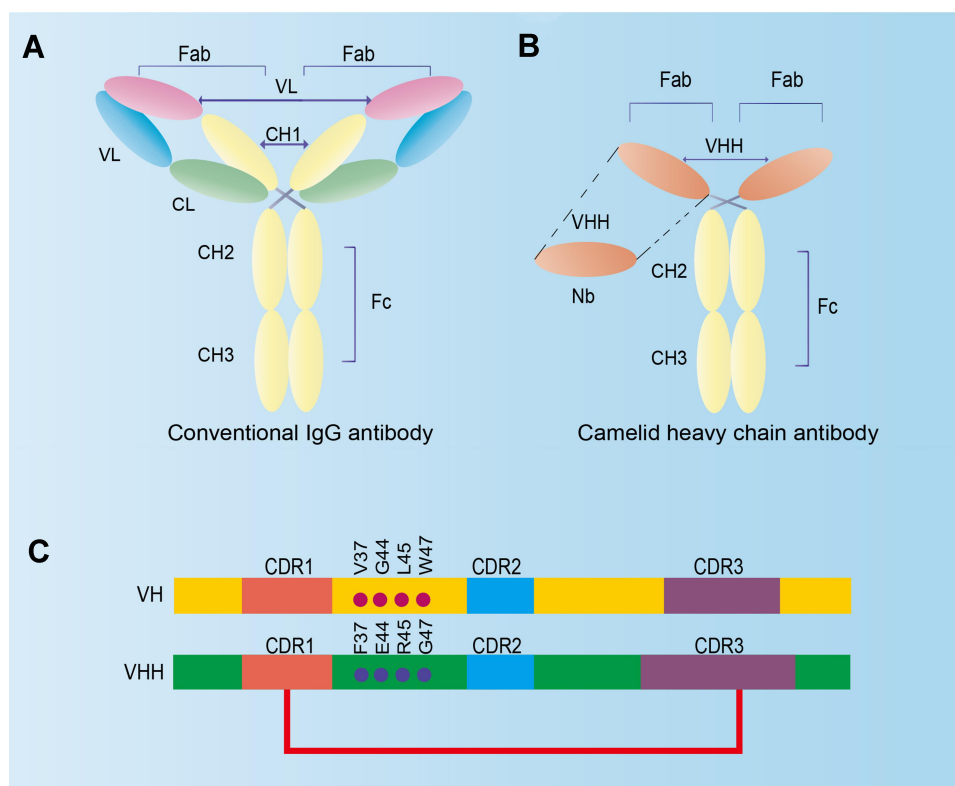 A
Fab
Fab
VL
CH1
VL
CL
CH2
Fc
CH3
Conventional IgG antibody
B
Fab
Fab
VHH
VHH
Nb
CH2
Fc
CH3
Camelid heavy chain antibody
C
CDR1
V37
G44
L45
W47
CDR2
CDR3
VH
CDR1
F37
E44
R45
G47
CDR2
CDR3
VHH